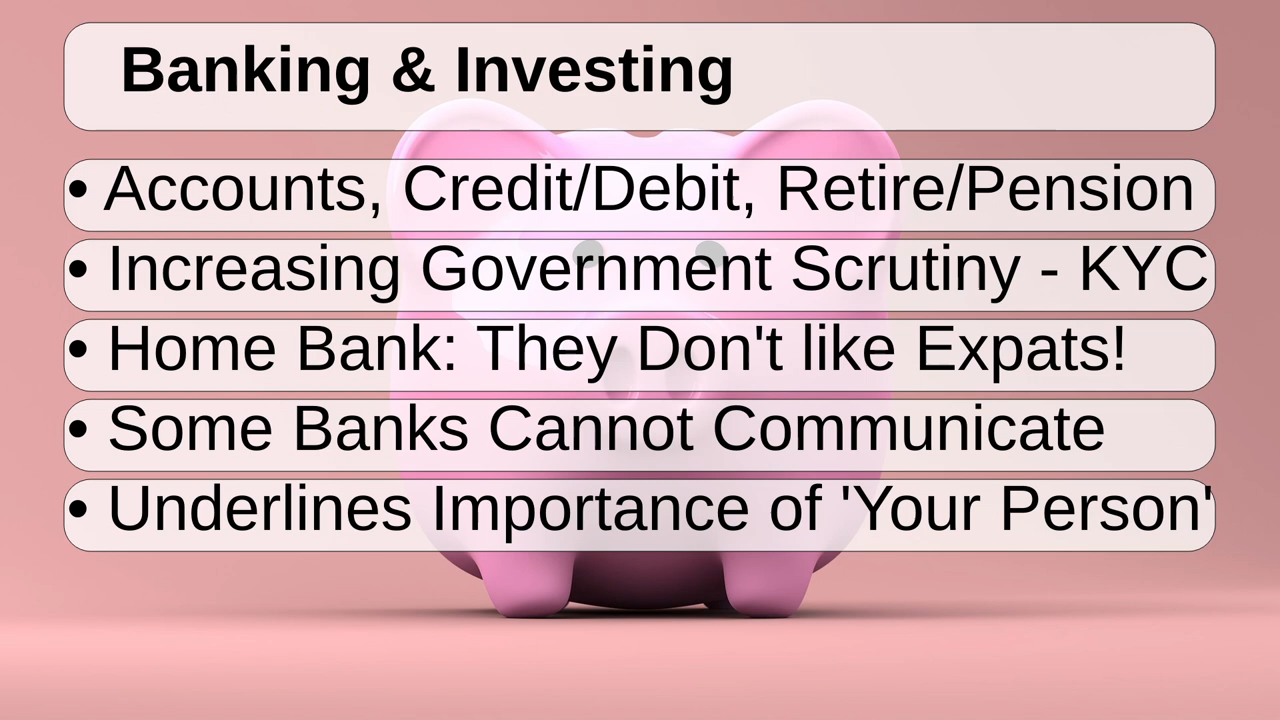 Banking & Investing
• Accounts, Credit/Debit, Retire/Pension
• Increasing Government Scrutiny - KYC
• Home Bank: They Don't like Expats!
• Some Banks Cannot Communicate
• Underlines Importance of 'Your Person'